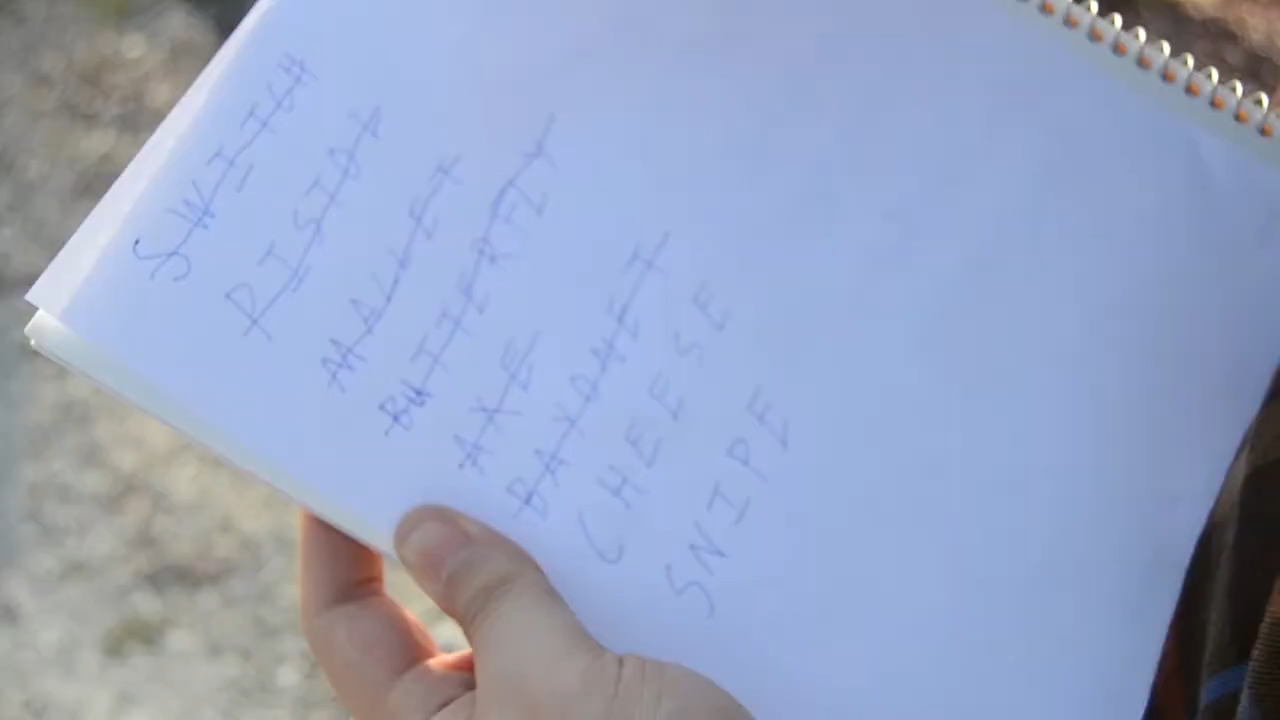 SWITCH
PISTOL
MALLET
BUTTERFLY
AXE
BAYONET
CHEESE
SNIPE